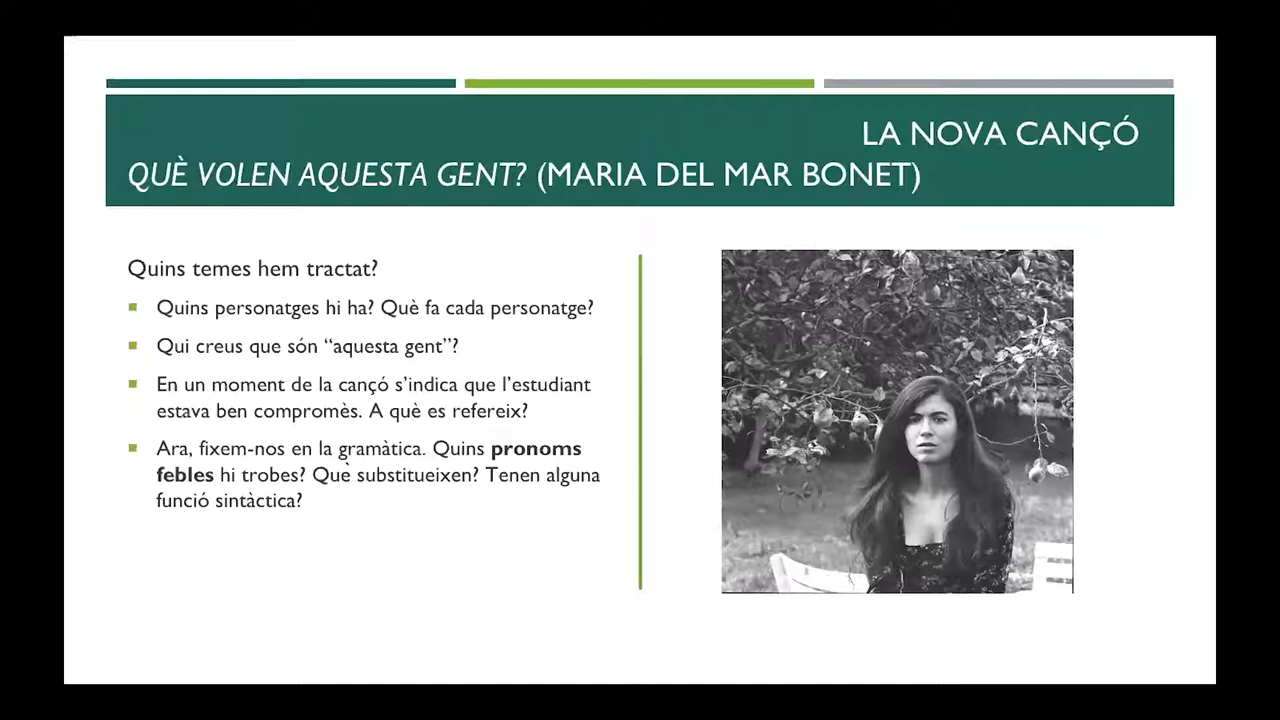 LA NOVA CANÇÓ
QUÈ VOLEN AQUESTA GENT? (MARIA DEL MAR BONET)
Quins temes hem tractat?
Quins personatges hi ha? Què fa cada personatge?
Qui creus que són “aquesta gent”?
En un moment de la cançó s’indica que l’estudiant
estava ben compromès. A què es refereix?
Ara, fixem-nos en la gramàtica. Quins pronoms
febles hi trobes? Què substitueixen? Tenen alguna
funció sintàctica?